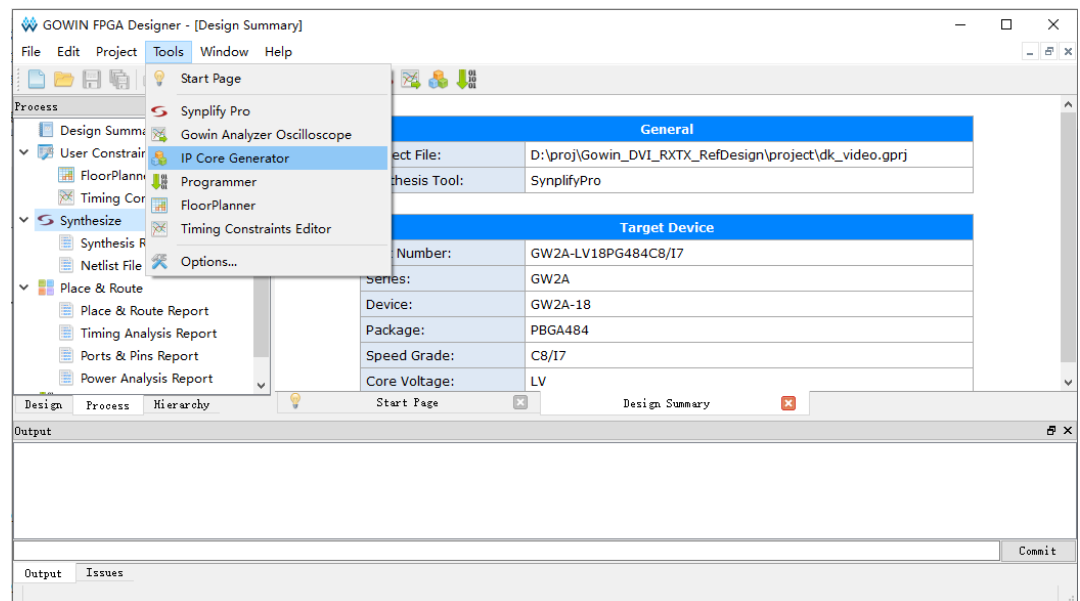 GOWIN FPGA Designer - [Design Summary]
File Edit Project Tools Window Help
Start Page
Synplify Pro
Gowin Analyzer Oscilloscope
IP Core Generator
Programmer
FloorPlanner
Timing Constraints Editor
Options...
Process
Design Summa
User Constrain
FloorPlann
Timing Con
Synthesize
Synthesis R
Netlist File
Place & Route
Place & Route Report
Timing Analysis Report
Ports & Pins Report
Power Analysis Report
Design Process Hierarchy
General
ect File: D:\proj\Gowin_DVI_RXTX_RefDesign\project\dk_video.gprj
thesis Tool: SynplifyPro
Target Device
Number: GW2A-LV18PG484C8/I7
Series: GW2A
Device: GW2A-18
Package: PBGA484
Speed Grade: C8/I7
Core Voltage: LV
Start Page Design Summary
Output
Commit
Output Issues